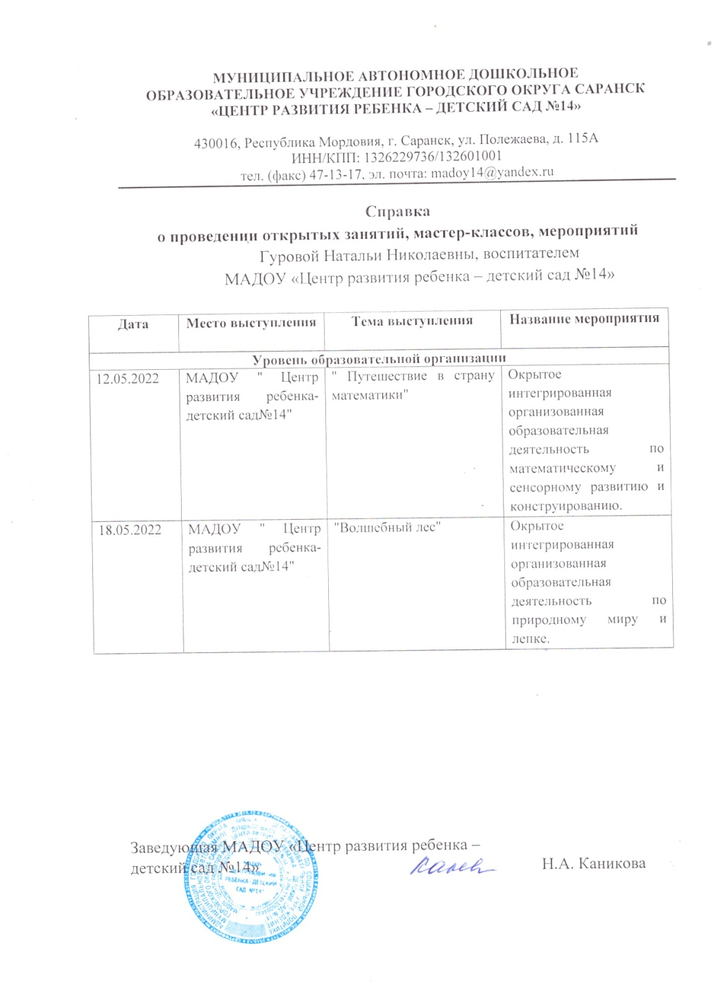 МУНИЦИПАЛЬНОЕ АВТОНОМНОЕ ДОШКОЛЬНОЕ
ОБРАЗОВАТЕЛЬНОЕ УЧРЕЖДЕНИЕ ГОРОДСКОГО ОКРУГА САРАНСК
«ЦЕНТР РАЗВИТИЯ РЕБЕНКА – ДЕТСКИЙ САД №14»
430016, Республика Мордовия, г. Саранск, ул. Полежаева, д. 115А
ИНН/КПП: 1326229736/132601001
тел. (факс) 47-13-17, эл. почта: madoy14@yandex.ru
Справка
о проведении открытых занятий, мастер-классов, мероприятий
Гуровой Натальи Николаевны, воспитателем
МАДОУ «Центр развития ребенка – детский сад №14»
Дата Место выступления Тема выступления Название мероприятия
Уровень образовательной организации
12.05.2022
МАДОУ " Центр
развития ребенка-
детский сад№14"
" Путешествие в страну
математики"
Окрытое
интегрированная
организованная
образовательная
деятельность по
математическому и
сенсорному развитию и
конструированию.
18.05.2022
МАДОУ " Центр
развития ребенка-
детский сад№14"
"Волшебный лес"
Окрытое
интегрированная
организованная
образовательная
деятельность по
природному миру и
лепке.
Заведующая МАДОУ «Центр развития ребенка –
детский сад №14»
Н.А. Каникова
РЕБЕНКА - ДЕТСКИЙ
САД №14"